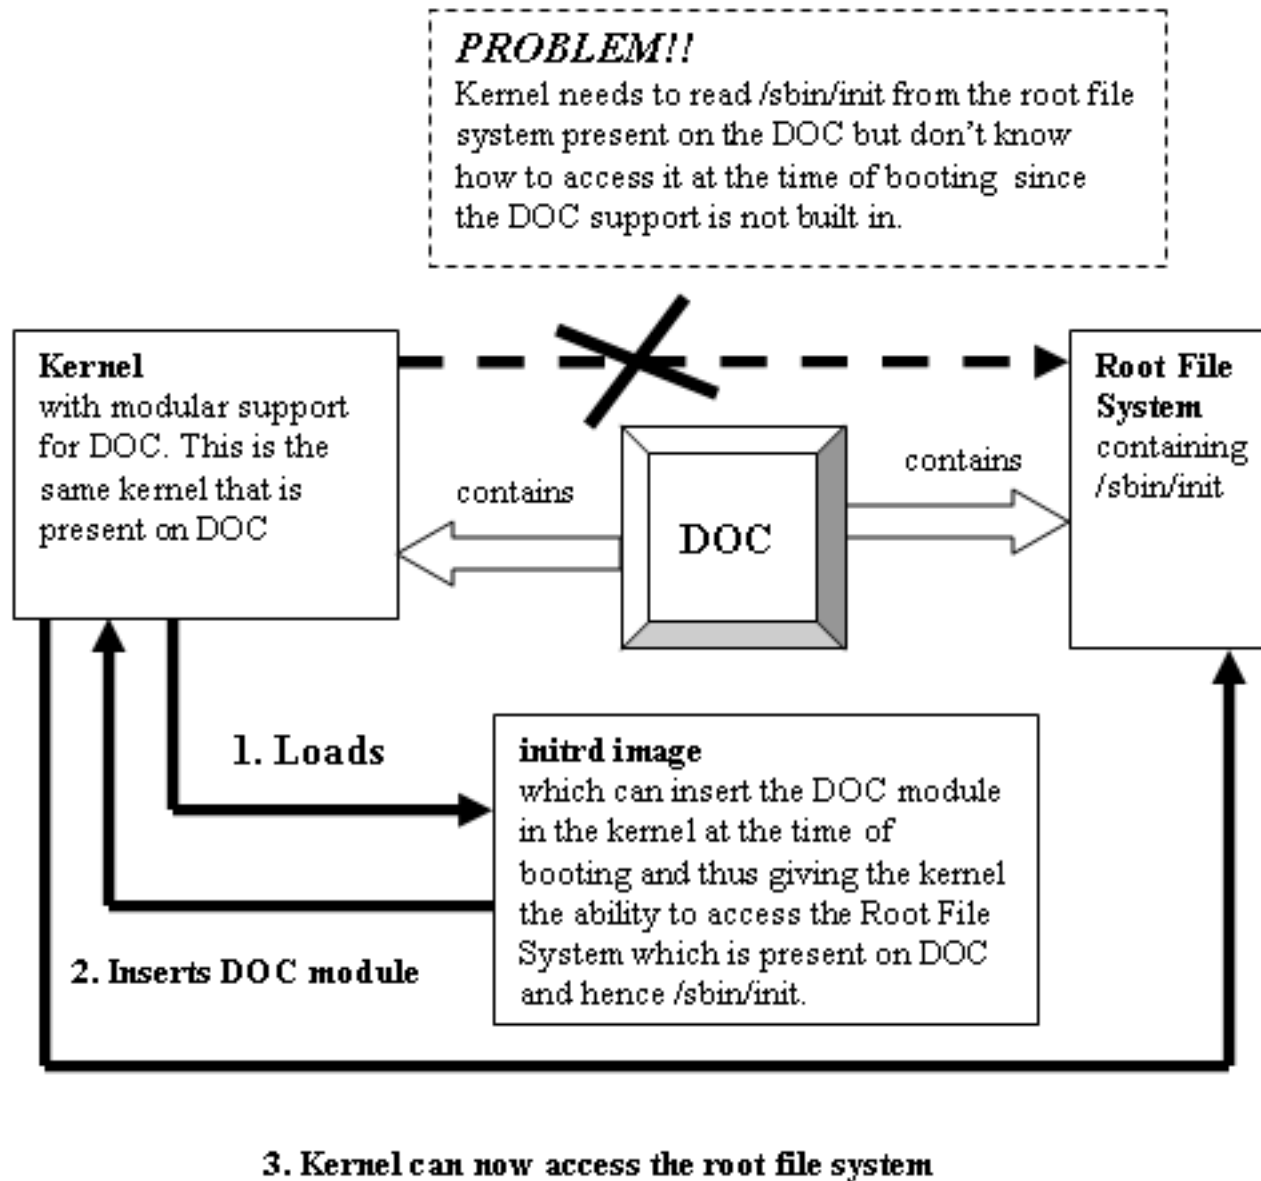 PROBLEM!!
Kernel needs to read /sbin/init from the root file
system present on the DOC but don't know
how to access it at the time of booting since
the DOC support is not built in.
Kernel
with modular support
for DOC. This is the
same kernel that is
present on DOC
contains
DOC
contains
Root File
System
containing
/sbin/init
1. Loads
initrd image
which can insert the DOC module
in the kernel at the time of
booting and thus giving the kernel
the ability to access the Root File
System which is present on DOC
and hence /sbin/init.
2. Inserts DOC module
3. Kernel can now access the root file system